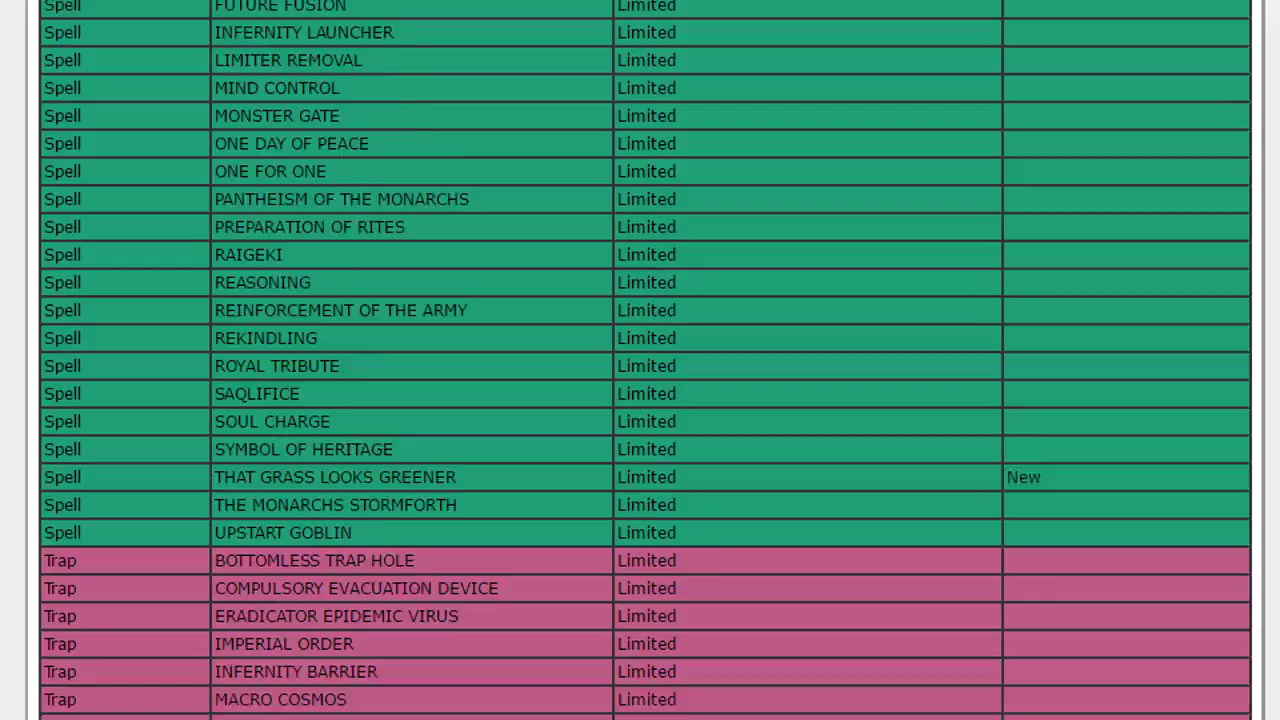 Spell FUTURE FUSION Limited
Spell INFERNITY LAUNCHER Limited
Spell LIMITER REMOVAL Limited
Spell MIND CONTROL Limited
Spell MONSTER GATE Limited
Spell ONE DAY OF PEACE Limited
Spell ONE FOR ONE Limited
Spell PANTHEISM OF THE MONARCHS Limited
Spell PREPARATION OF RITES Limited
Spell RAIGEKI Limited
Spell REASONING Limited
Spell REINFORCEMENT OF THE ARMY Limited
Spell REKINDLING Limited
Spell ROYAL TRIBUTE Limited
Spell SAQLIFICE Limited
Spell SOUL CHARGE Limited
Spell SYMBOL OF HERITAGE Limited
Spell THAT GRASS LOOKS GREENER Limited New
Spell THE MONARCHS STORMFORTH Limited
Spell UPSTART GOBLIN Limited
Trap BOTTOMLESS TRAP HOLE Limited
Trap COMPULSORY EVACUATION DEVICE Limited
Trap ERADICATOR EPIDEMIC VIRUS Limited
Trap IMPERIAL ORDER Limited
Trap INFERNITY BARRIER Limited
Trap MACRO COSMOS Limited